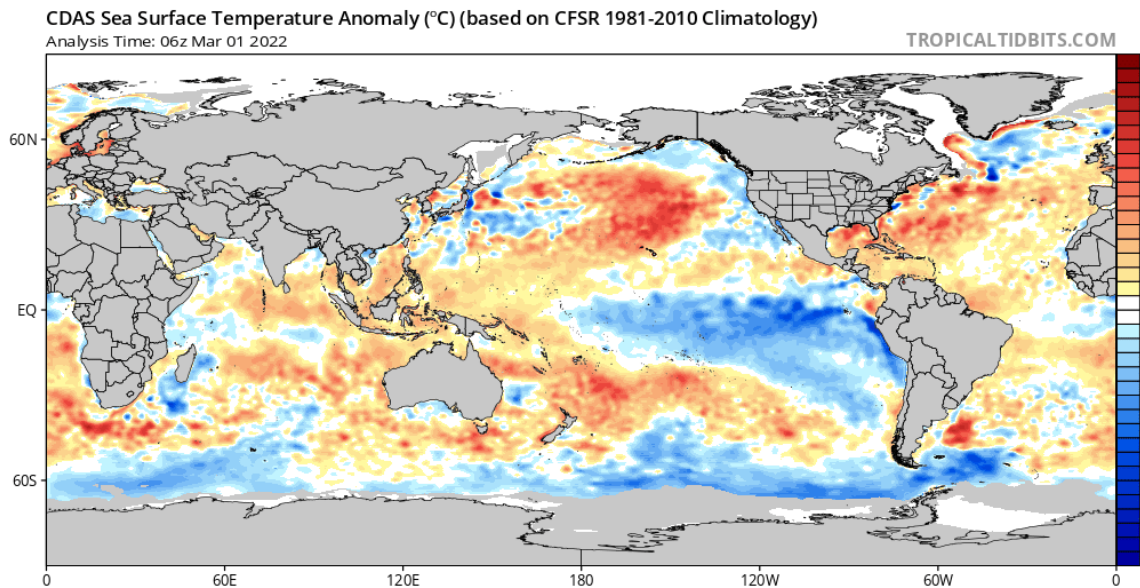 CDAS Sea Surface Temperature Anomaly (°C) (based on CFSR 1981-2010 Climatology)
Analysis Time: 06z Mar 01 2022
TROPICALTIDBITS.COM
60N
EQ
60S
0
60E
120E
180
120W
60W
0